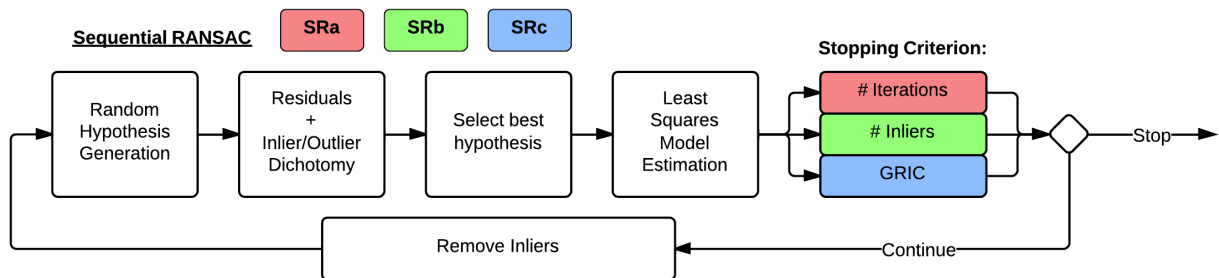 Sequential RANSAC
SRa
SRb
SRc
Stopping Criterion:
Random
Hypothesis
Generation
Residuals
+
Inlier/Outlier
Dichotomy
Select best
hypothesis
Least
Squares
Model
Estimation
# Iterations
# Inliers
GRIC
Stop
Remove Inliers
Continue